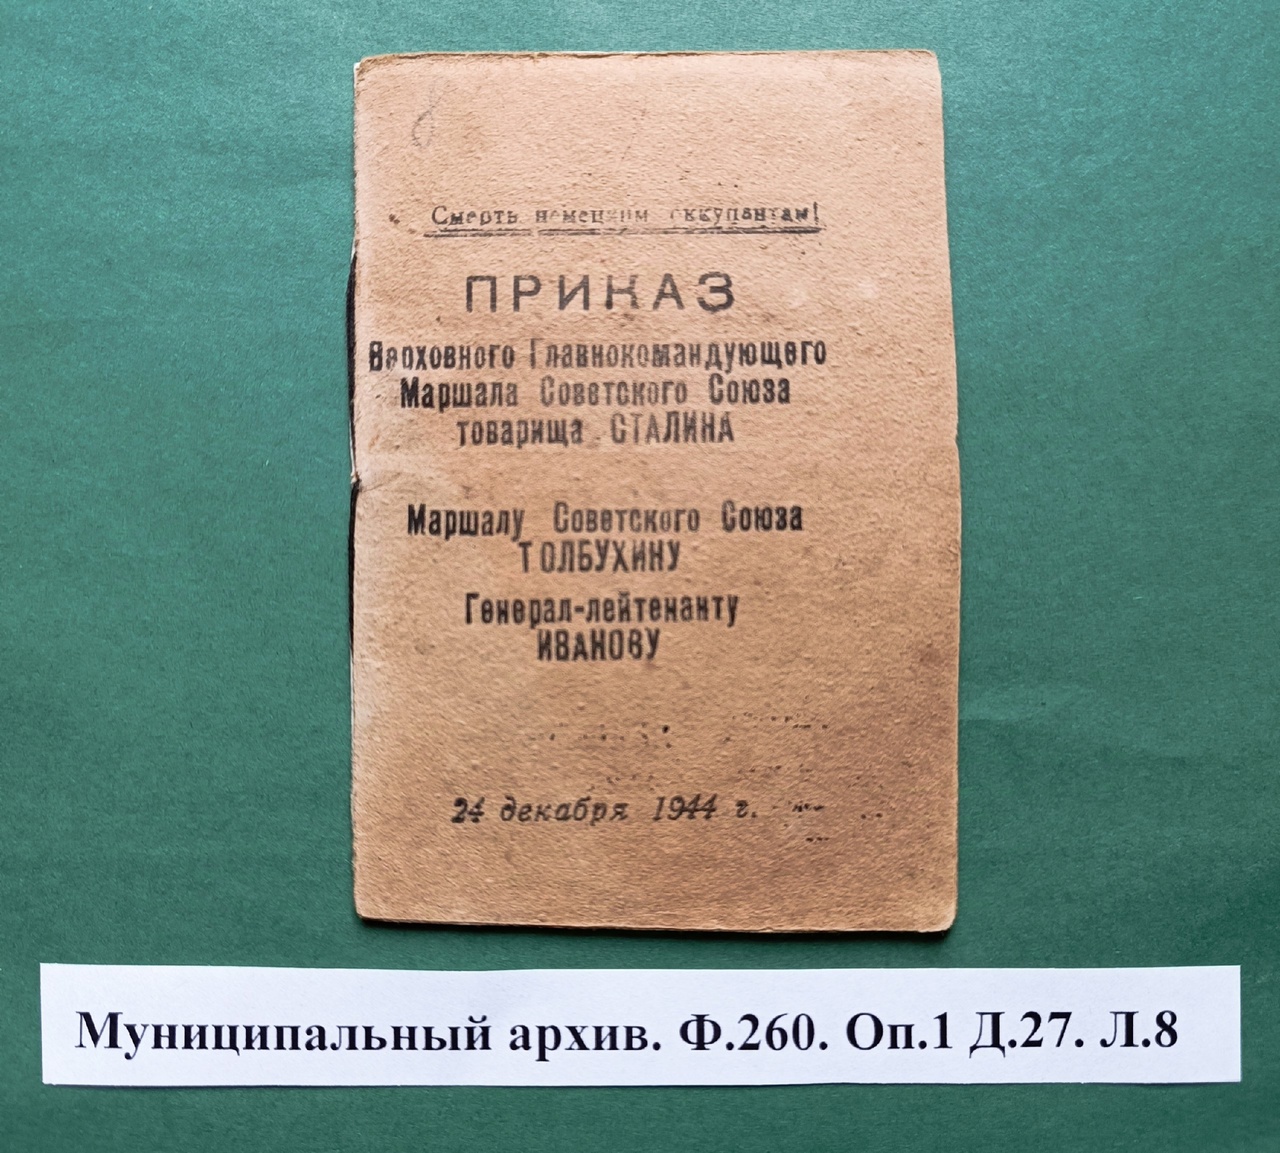 8
Смерть немецким оккупантам!
ПРИКАЗ
Верховного Главнокомандующего
Маршала Советского Союза
товарища СТАЛИНА
Маршалу Советского Союза
ТОЛБУХИНУ
Генерал-лейтенанту
ИВАНОВУ
24 декабря 1944 г.
Муниципальный архив. Ф.260. Оп.1 Д.27. Л.8